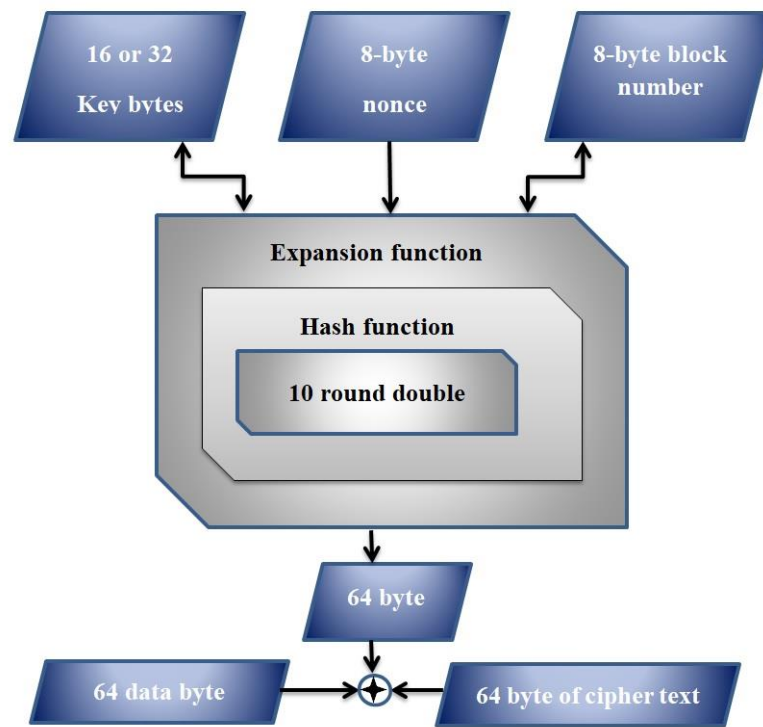 16 or 32
Key bytes
8-byte
nonce
8-byte block
number
Expansion function
Hash function
10 round double
64 byte
64 data byte
64 byte of cipher text